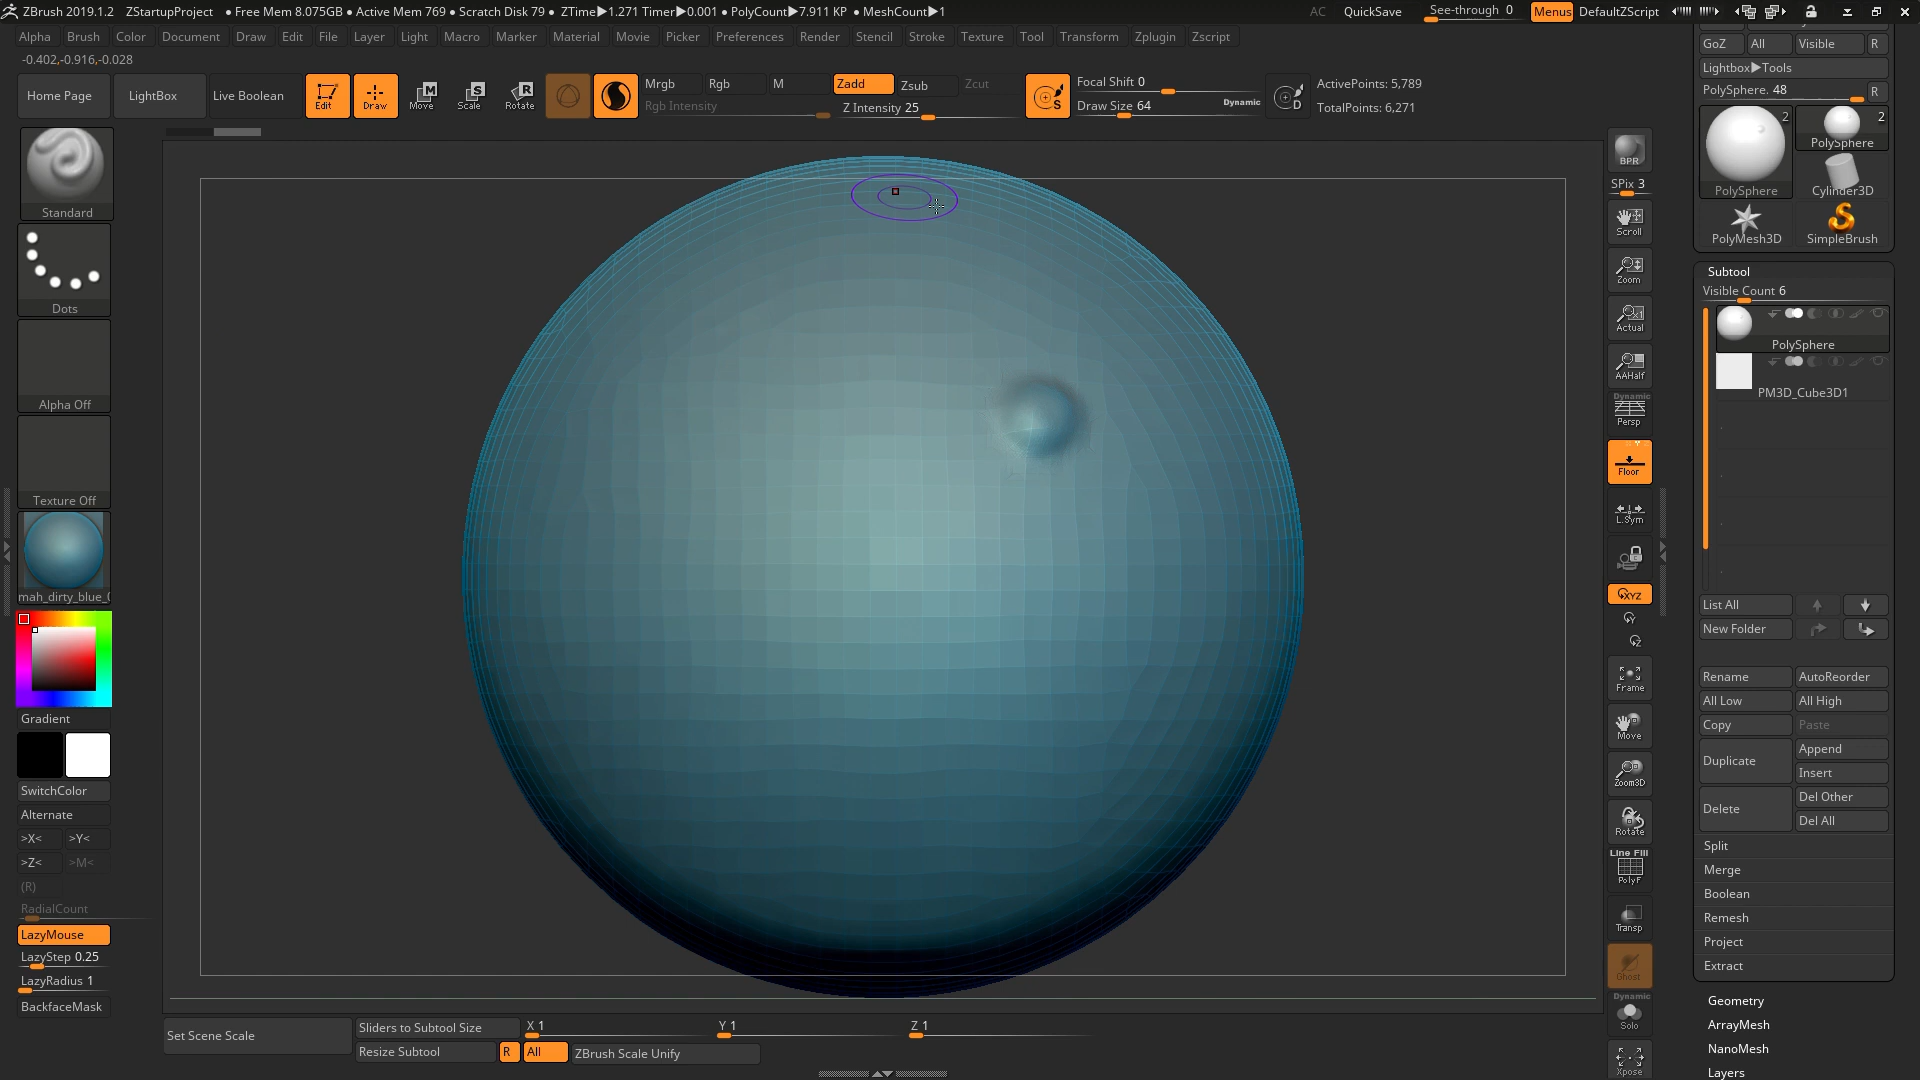 ZBrush 2019.1.2 ZStartupProject • Free Mem 8.075GB • Active Mem 769 • Scratch Disk 79 • ZTime▶1.271 Timer▶0.001 • PolyCount▶7.911 KP • MeshCount▶1 AC QuickSave See-through 0 Menus DefaultZScript
Alpha Brush Color Document Draw Edit File Layer Light Macro Marker Material Movie Picker Preferences Render Stencil Stroke Texture Tool Transform Zplugin Zscript
-0.402,-0.916,-0.028
Home Page LightBox Live Boolean Edit Draw Move Scale Rotate
Mrgb Rgb M Zadd Zsub Zcut
Rgb Intensity Z Intensity 25
Focal Shift 0
Draw Size 64 Dynamic
ActivePoints: 5,789
TotalPoints: 6,271
Standard
Dots
Alpha Off
Texture Off
mah_dirty_blue_0
Gradient
SwitchColor
Alternate
>X< >Y<
>Z< >M<
(R)
RadialCount
LazyMouse
LazyStep 0.25
LazyRadius 1
BackfaceMask
BPR
SPix 3
Scroll
Zoom
Actual
AAHalf
Dynamic
Persp
Floor
L.Sym
XYZ
Y
Z
Frame
Move
Zoom3D
Rotate
Line Fill
PolyF
Transp
Ghost
Dynamic
Solo
Xpose
GoZ All Visible R
Lightbox▶Tools
PolySphere. 48 R
2 PolySphere
2 PolySphere
Cylinder3D
PolyMesh3D SimpleBrush
Subtool
Visible Count 6
PolySphere
PM3D_Cube3D1
List All
New Folder
Rename AutoReorder
All Low All High
Copy Paste
Duplicate Append
Insert
Delete Del Other
Del All
Split
Merge
Boolean
Remesh
Project
Extract
Geometry
ArrayMesh
NanoMesh
Layers
Set Scene Scale
Sliders to Subtool Size X 1 Y 1 Z 1
Resize Subtool R All ZBrush Scale Unify